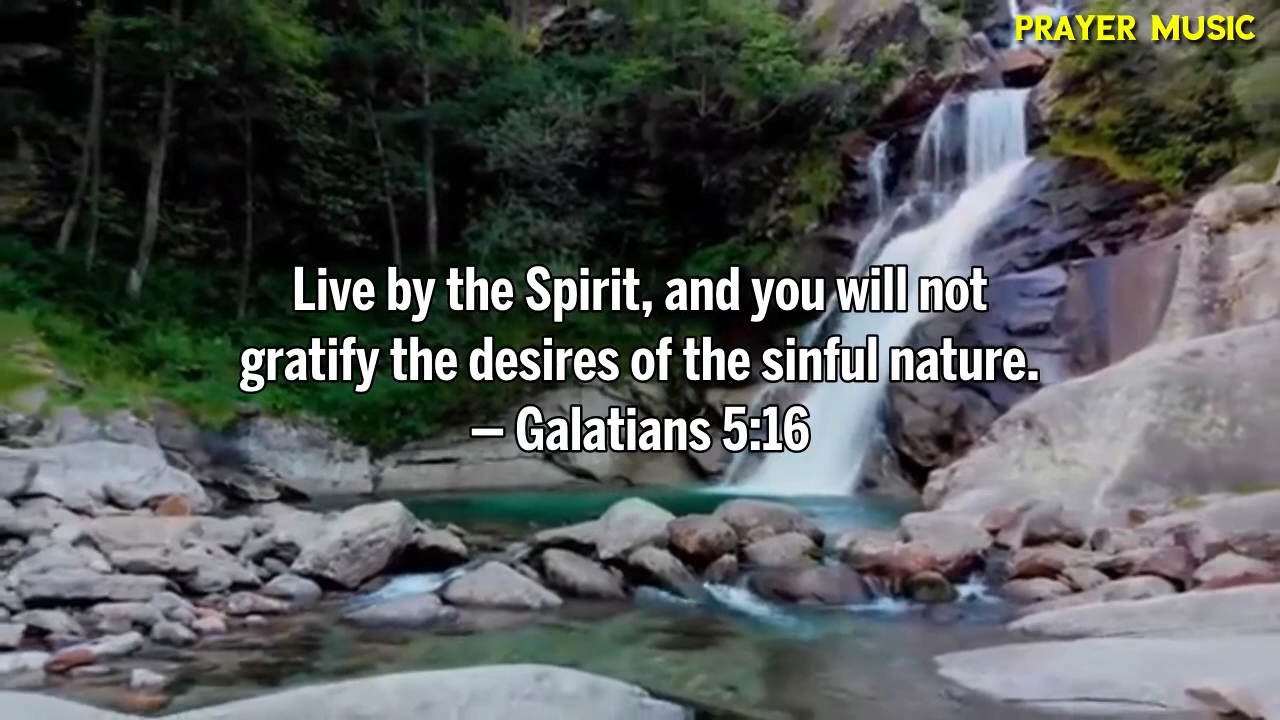 PRAYER MUSIC
Live by the Spirit, and you will not
gratify the desires of the sinful nature.
– Galatians 5:16